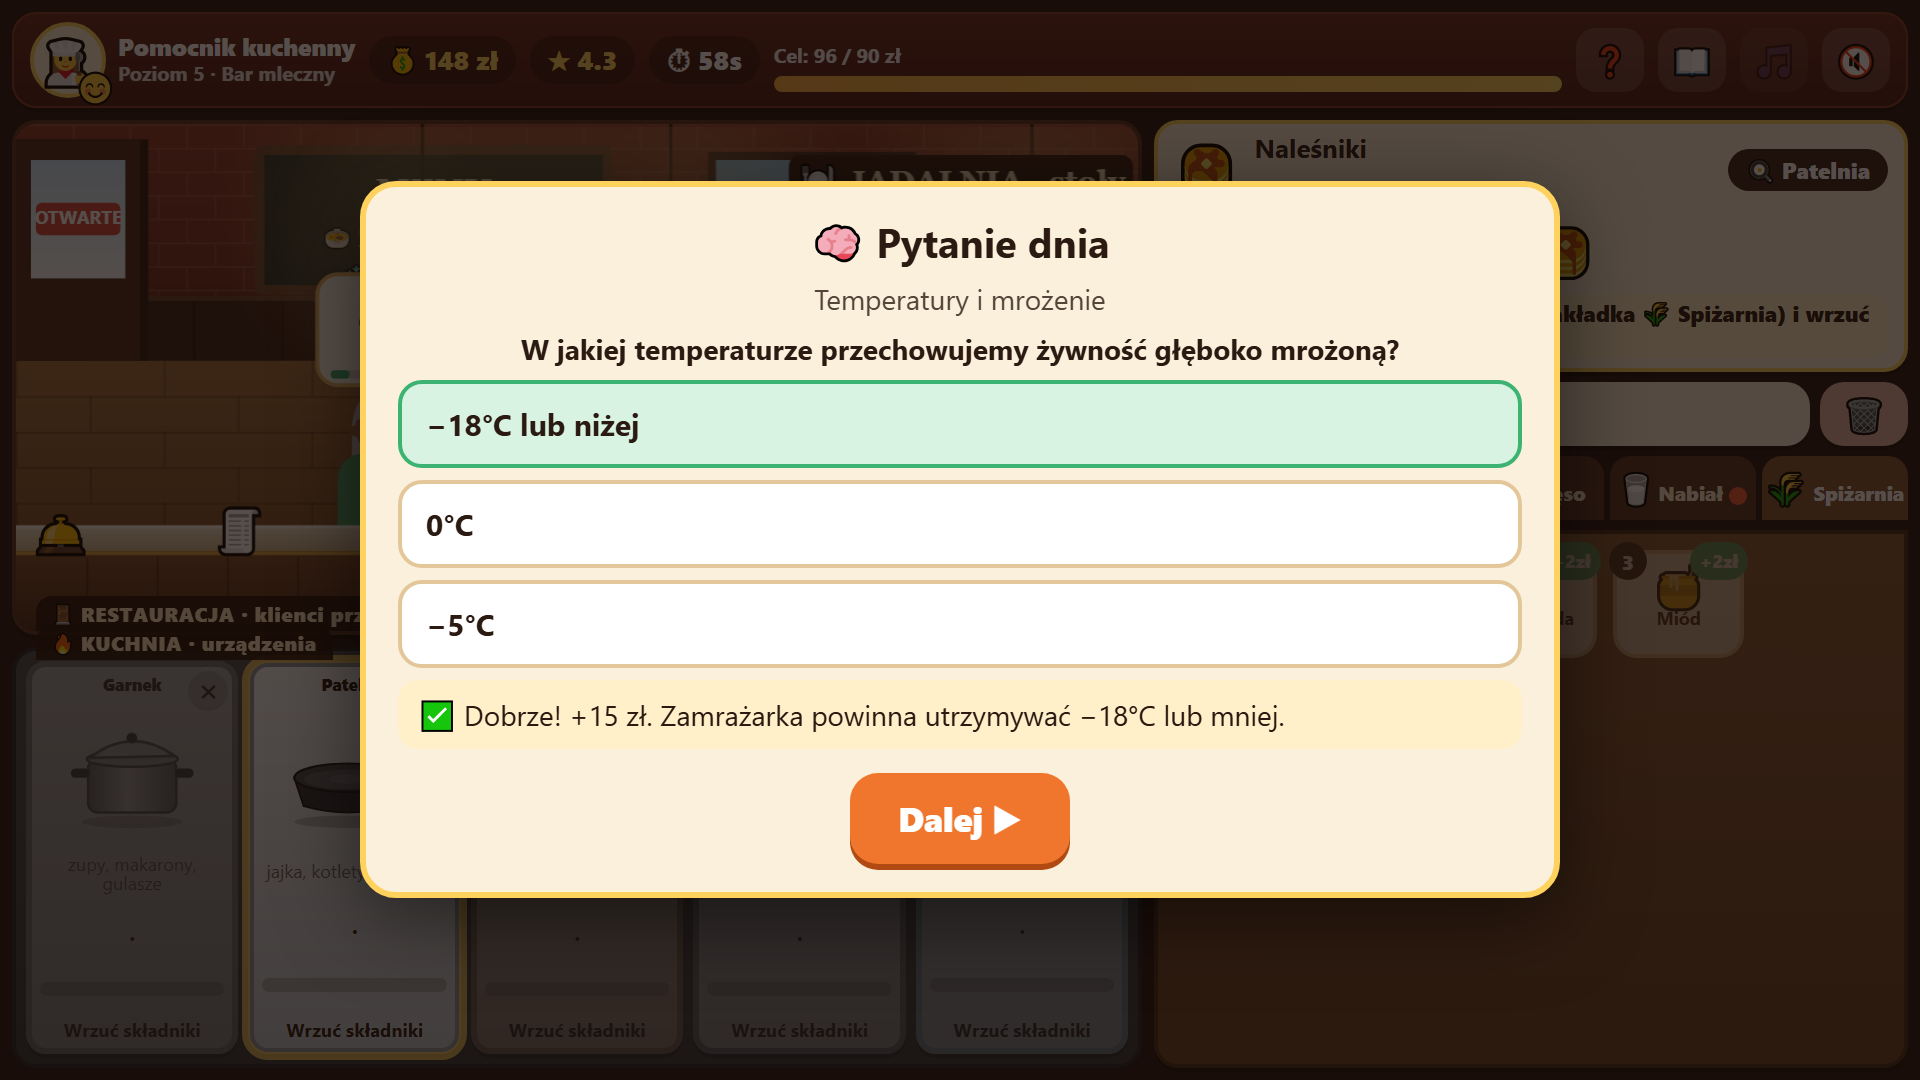 Pomocnik kuchenny
Poziom 5 · Bar mleczny
148 zł
★ 4.3
58s
Cel: 96 / 90 zł
OTWARTE
JADALNIA stoły
Naleśniki
Patelnia
Spiżarnia) i wrzuć
Nabiał
Spiżarnia
3
+2zł
Miód
RESTAURACJA · klienci
KUCHNIA · urządzenia
Pytanie dnia
Temperatury i mrożenie
W jakiej temperaturze przechowujemy żywność głęboko mrożoną?
−18°C lub niżej
0°C
−5°C
Dobrze! +15 zł. Zamrażarka powinna utrzymywać −18°C lub mniej.
Dalej ▶
Garnek
zupy, makarony,
gulasze
Wrzuć składniki
jajka, kotlety
Wrzuć składniki
Wrzuć składniki
Wrzuć składniki
Wrzuć składniki